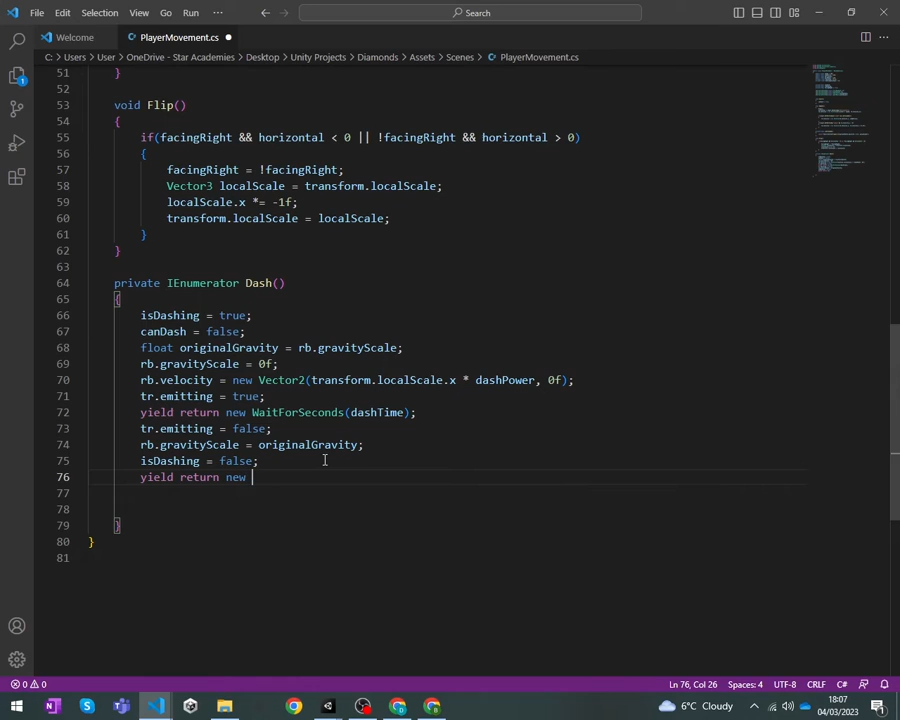 File Edit Selection View Go Run Search
Welcome PlayerMovement.cs
C: > Users > User > OneDrive - Star Academies > Desktop > Unity Projects > Diamonds > Assets > Scenes > PlayerMovement.cs
51 }
52
53 void Flip()
54 {
55 if(facingRight && horizontal < 0 || !facingRight && horizontal > 0)
56 {
57 facingRight = !facingRight;
58 Vector3 localScale = transform.localScale;
59 localScale.x *= -1f;
60 transform.localScale = localScale;
61 }
62 }
63
64 private IEnumerator Dash()
65 {
66 isDashing = true;
67 canDash = false;
68 float originalGravity = rb.gravityScale;
69 rb.gravityScale = 0f;
70 rb.velocity = new Vector2(transform.localScale.x * dashPower, 0f);
71 tr.emitting = true;
72 yield return new WaitForSeconds(dashTime);
73 tr.emitting = false;
74 rb.gravityScale = originalGravity;
75 isDashing = false;
76 yield return new
77
78
79 }
80 }
81
1
0 0 Ln 76, Col 26 Spaces: 4 UTF-8 CRLF C#
6°C Cloudy 18:07
04/03/2023